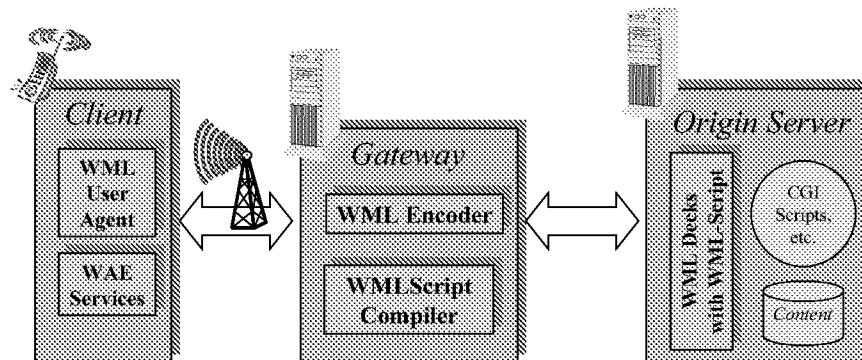 Client
WML
User
Agent
WAE
Services
Gateway
WML Encoder
WMLScript
Compiler
Origin Server
WML Decks
with WML-Script
CGI
Scripts,
etc.
Content